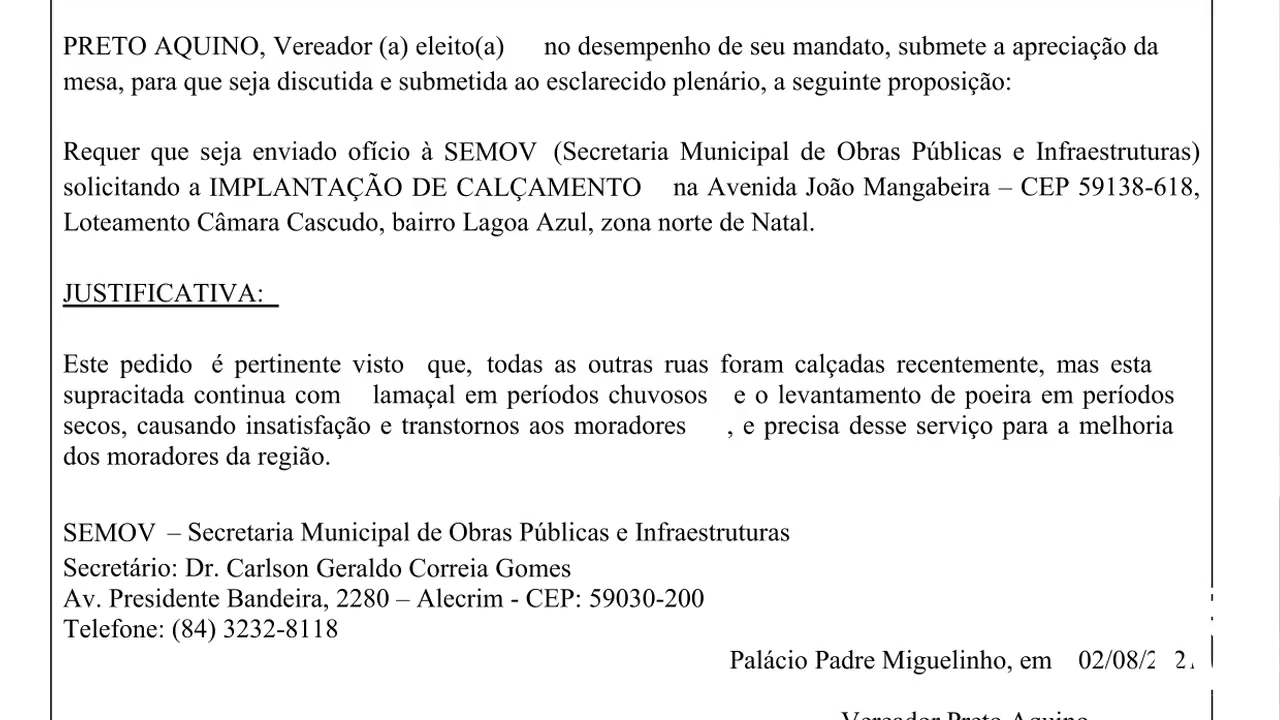 PRETO AQUINO, Vereador (a) eleito(a) no desempenho de seu mandato, submete a apreciação da
mesa, para que seja discutida e submetida ao esclarecido plenário, a seguinte proposição:
Requer que seja enviado ofício à SEMOV (Secretaria Municipal de Obras Públicas e Infraestruturas)
solicitando a IMPLANTAÇÃO DE CALÇAMENTO na Avenida João Mangabeira – CEP 59138-618,
Loteamento Câmara Cascudo, bairro Lagoa Azul, zona norte de Natal.
JUSTIFICATIVA:
Este pedido é pertinente visto que, todas as outras ruas foram calçadas recentemente, mas esta
supracitada continua com lamaçal em períodos chuvosos e o levantamento de poeira em períodos
secos, causando insatisfação e transtornos aos moradores , e precisa desse serviço para a melhoria
dos moradores da região.
SEMOV – Secretaria Municipal de Obras Públicas e Infraestruturas
Secretário: Dr. Carlson Geraldo Correia Gomes
Av. Presidente Bandeira, 2280 – Alecrim - CEP: 59030-200
Telefone: (84) 3232-8118
Palácio Padre Miguelinho, em
Vereador Preto Aquino